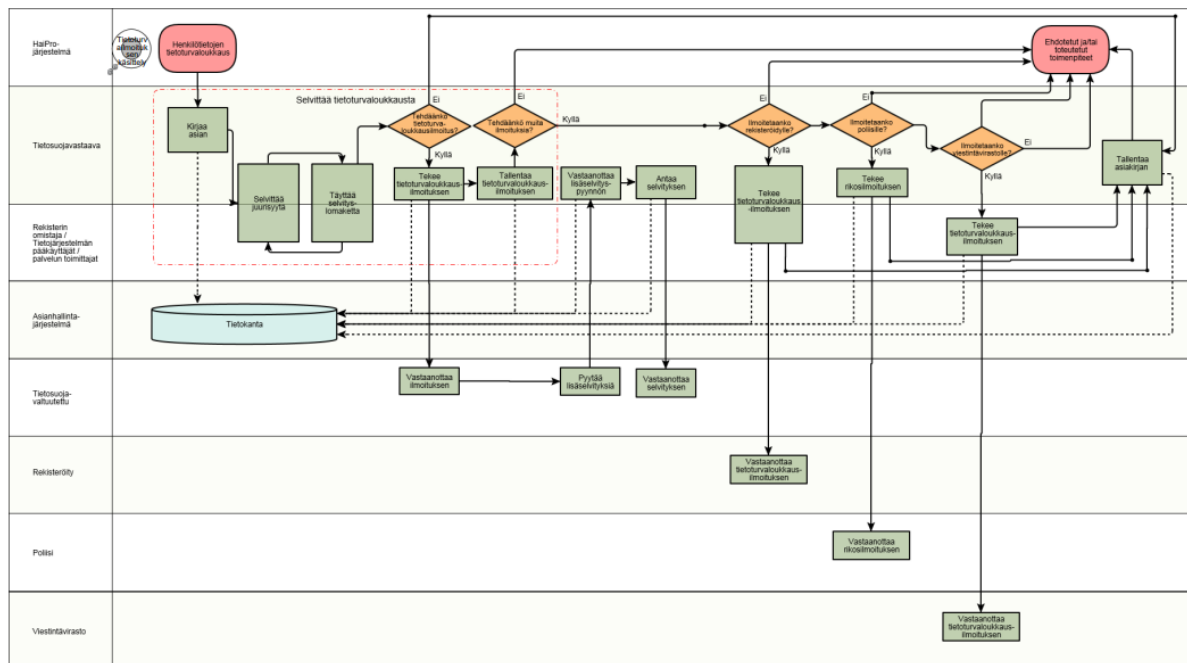 HaiPro-
järjestelmä
Tietoturv
ailmoituk
sen
käsittely
Henkilötietojen
tietoturvaloukkaus
Ehdotetut ja/tai
toteutetut
toimenpiteet
Tietosuojavastaava
Selvittää tietoturvaloukkausta
Kirjaa
asian
Selvittää
juurisyytä
Täyttää
selvitys-
lomaketta
Ei
Tehdäänkö
tietoturva-
loukkausilmoitus?
Kyllä
Tekee
tietoturvaloukkaus-
ilmoituksen
Ei
Tehdäänkö muita
ilmoituksia?
Kyllä
Tallentaa
tietoturvaloukkaus-
ilmoituksen
Vastaanottaa
lisäselvitys-
pyynnön
Antaa
selvityksen
Ei
Ilmoitetaanko
rekisteröidylle?
Kyllä
Tekee
tietoturvaloukkaus
-ilmoituksen
Ei
Ilmoitetaanko
poliisille?
Kyllä
Tekee
rikosilmoituksen
Ilmoitetaanko
viestintävirastolle?
Ei
Kyllä
Tekee
tietoturvaloukkaus-
ilmoituksen
Tallentaa
asiakirjan
Rekisterin
omistaja /
Tietojärjestelmän
pääkäyttäjät /
palvelun toimittajat
Asianhallinta-
järjestelmä
Tietokanta
Tietosuoja-
valtuutettu
Vastaanottaa
ilmoituksen
Pyytää
lisäselvityksiä
Vastaanottaa
selvityksen
Rekisteröity
Vastaanottaa
tietoturvaloukkaus-
ilmoituksen
Poliisi
Vastaanottaa
rikosilmoituksen
Viestintävirasto
Vastaanottaa
tietoturvaloukkaus-
ilmoituksen